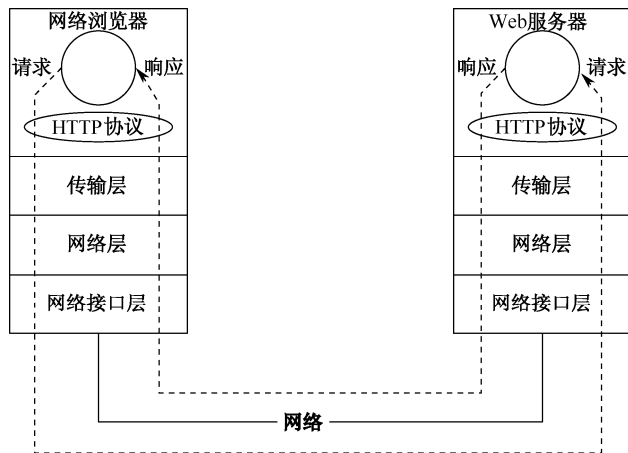 网络浏览器
请求
响应
HTTP协议
传输层
网络层
网络接口层
Web服务器
响应
请求
HTTP协议
传输层
网络层
网络接口层
网络